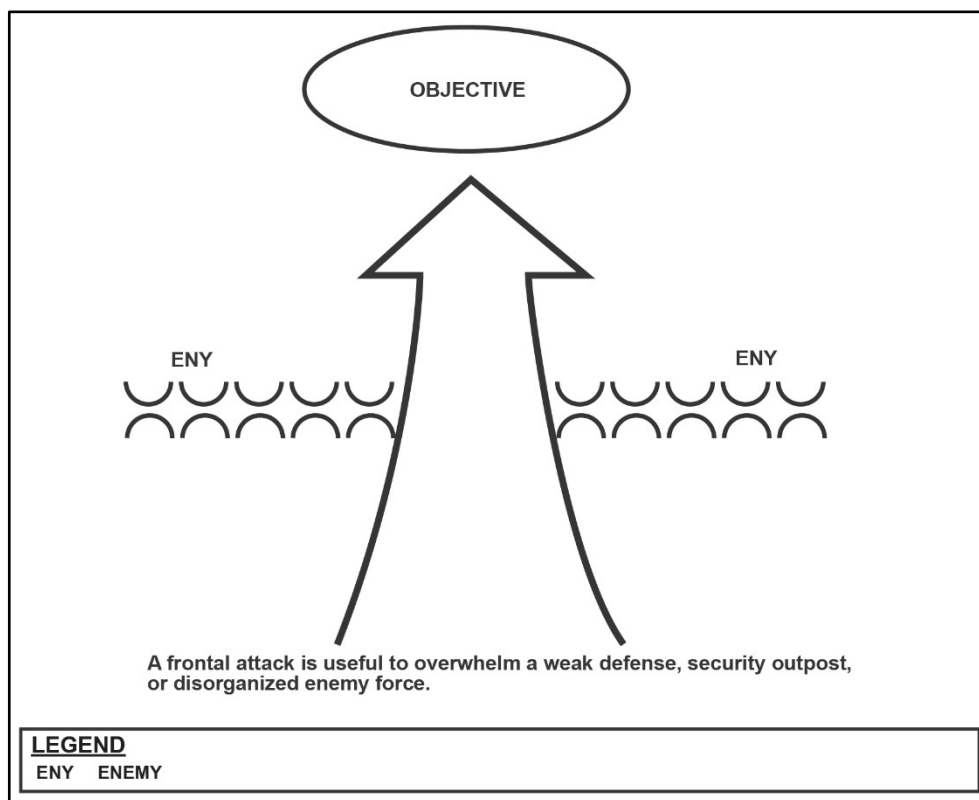 OBJECTIVE
ENY
ENY
A frontal attack is useful to overwhelm a weak defense, security outpost,
or disorganized enemy force.
LEGEND
ENY ENEMY